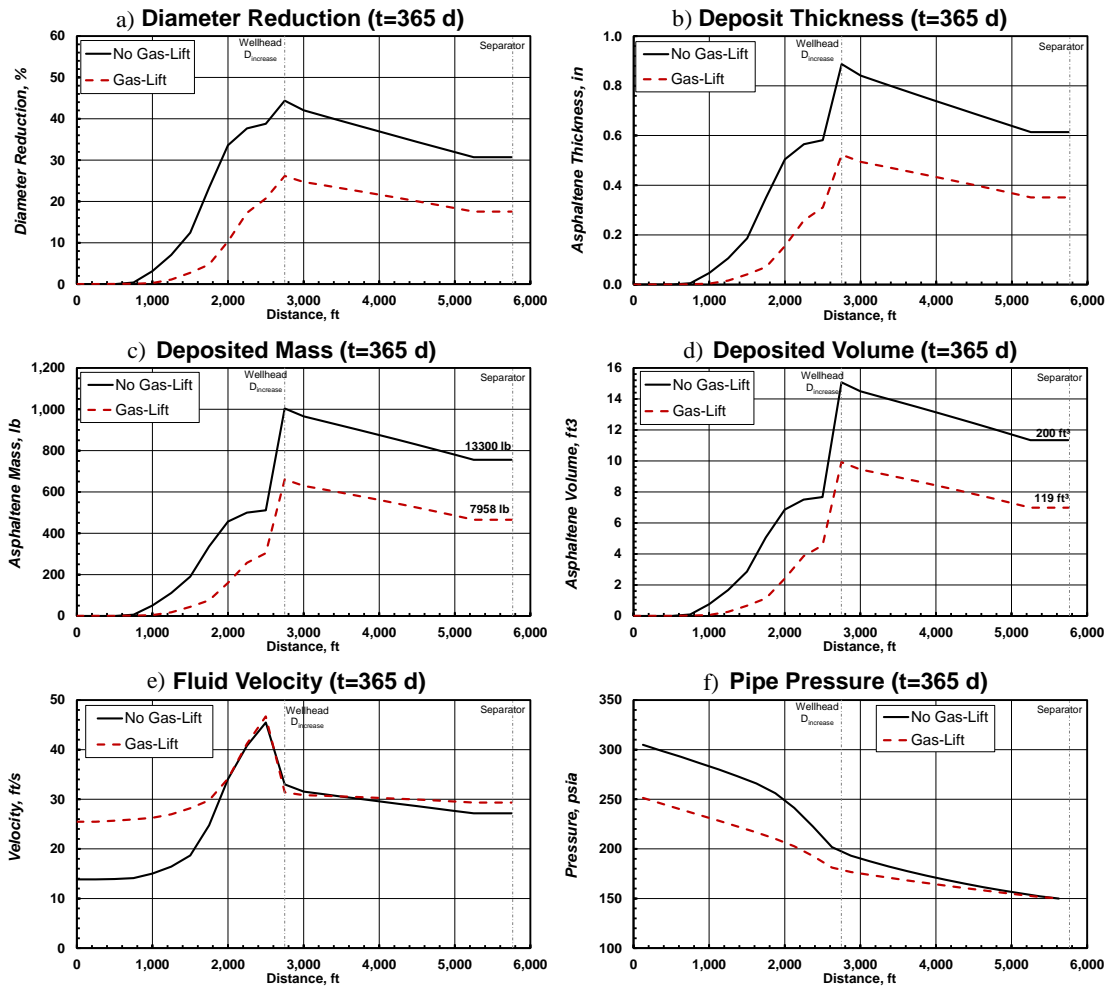 a) Diameter Reduction (t=365 d)
60
50
40
30
20
10
0
Diameter Reduction, %
No Gas-Lift
Gas-Lift
Wellhead
Dincrease
Separator
0 1,000 2,000 3,000 4,000 5,000 6,000
Distance, ft
b) Deposit Thickness (t=365 d)
1.0
0.8
0.6
0.4
0.2
0.0
Asphaltene Thickness, in
No Gas-Lift
Gas-Lift
Wellhead
Dincrease
Separator
0 1,000 2,000 3,000 4,000 5,000 6,000
Distance, ft
c) Deposited Mass (t=365 d)
1,200
1,000
800
600
400
200
0
Asphaltene Mass, lb
No Gas-Lift
Gas-Lift
Wellhead
Dincrease
Separator
13300 lb
7958 lb
0 1,000 2,000 3,000 4,000 5,000 6,000
Distance, ft
d) Deposited Volume (t=365 d)
16
14
12
10
8
6
4
2
0
Asphaltene Volume, ft3
No Gas-Lift
Gas-Lift
Wellhead
Dincrease
Separator
200 ft³
119 ft³
0 1,000 2,000 3,000 4,000 5,000 6,000
Distance, ft
e) Fluid Velocity (t=365 d)
50
40
30
20
10
0
Velocity, ft/s
No Gas-Lift
Gas-Lift
Wellhead
Dincrease
Separator
0 1,000 2,000 3,000 4,000 5,000 6,000
Distance, ft
f) Pipe Pressure (t=365 d)
350
300
250
200
150
100
Pressure, psia
Wellhead
Dincrease
No Gas-Lift
Gas-Lift
Separator
0 1,000 2,000 3,000 4,000 5,000 6,000
Distance, ft